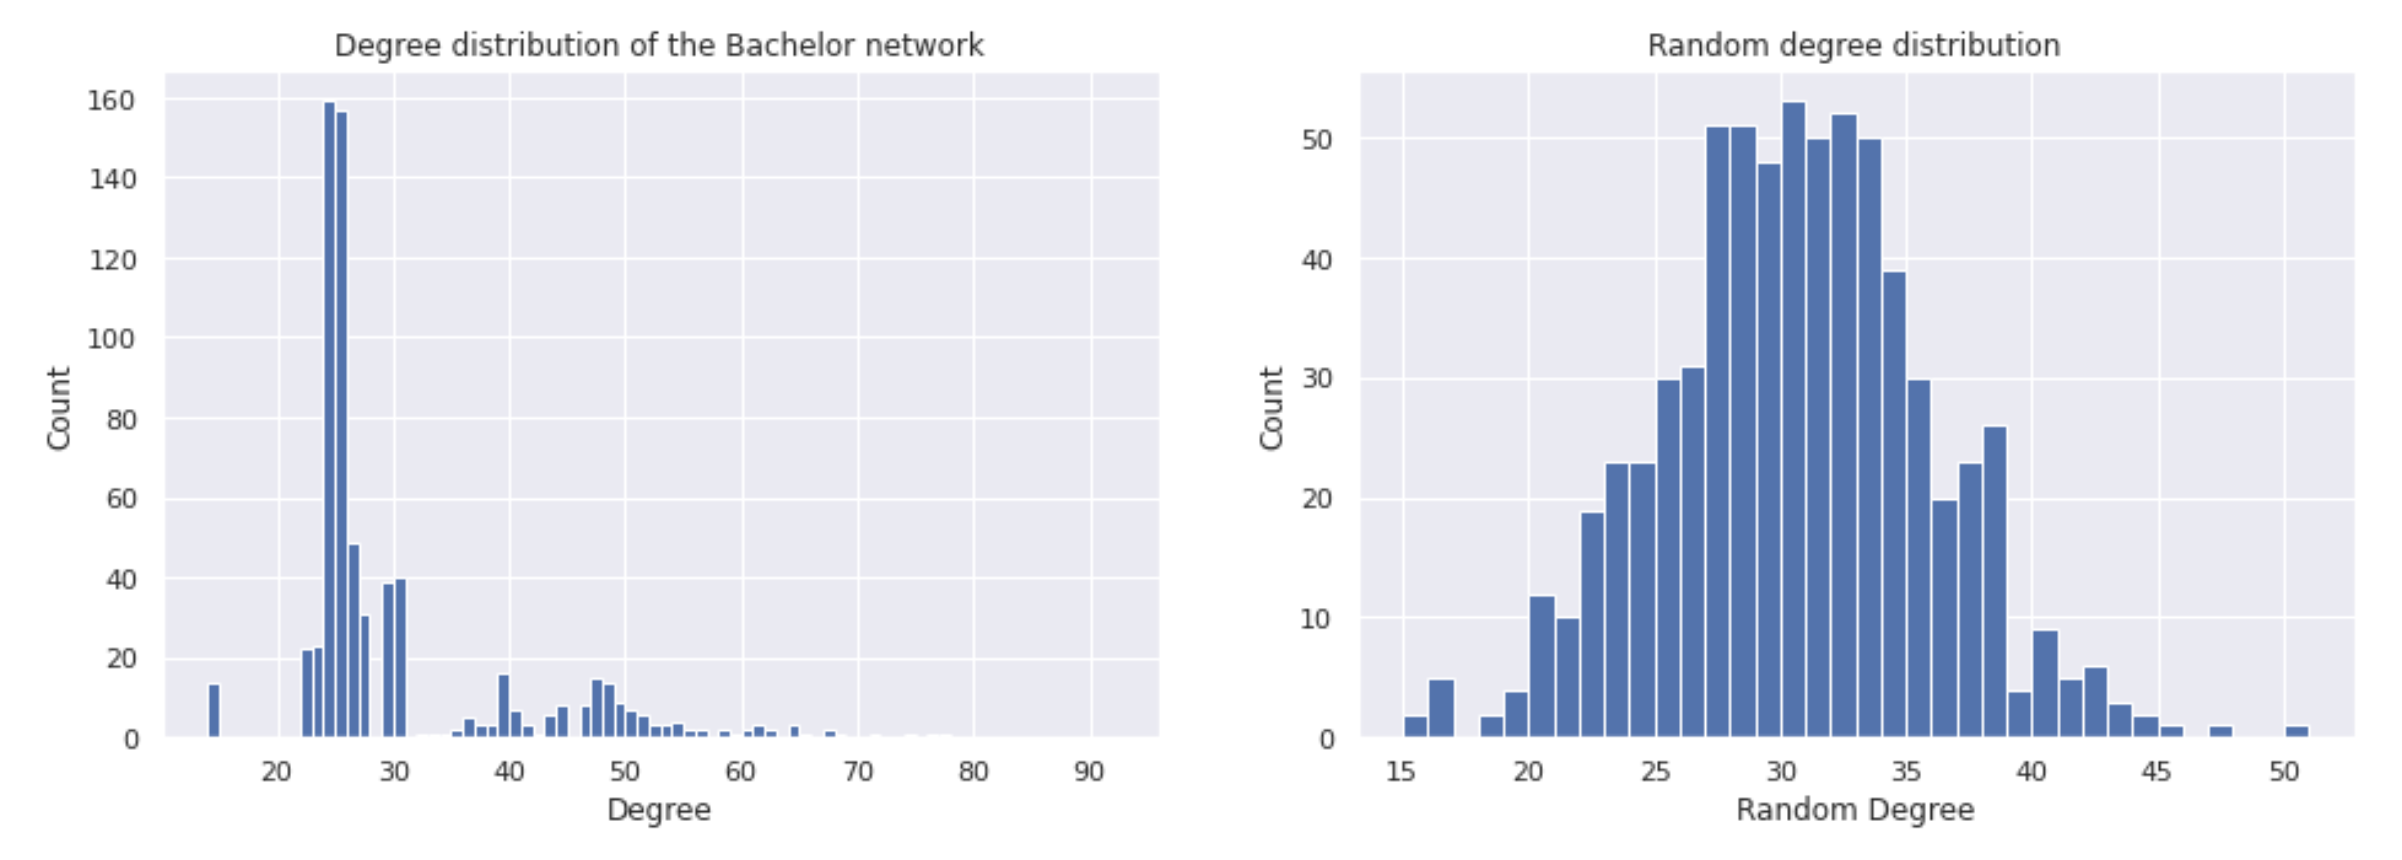 Degree distribution of the Bachelor network
160
140
120
100
80
60
40
20
0
Count
20 30 40 50 60 70 80 90
Degree
Random degree distribution
50
40
30
20
10
0
Count
15 20 25 30 35 40 45 50
Random Degree